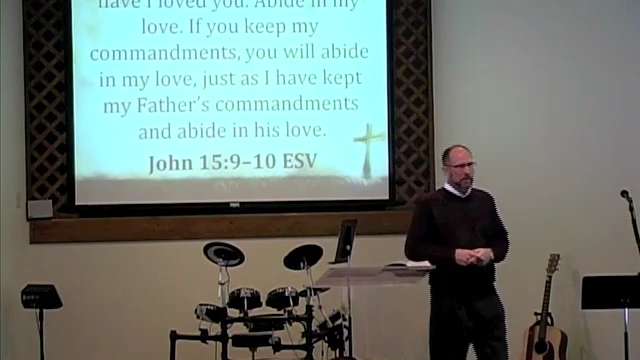 have I loved you. Abide in my
love. If you keep my
commandments, you will abide
in my love, just as I have kept
my Father's commandments
and abide in his love.
John 15:9–10 ESV